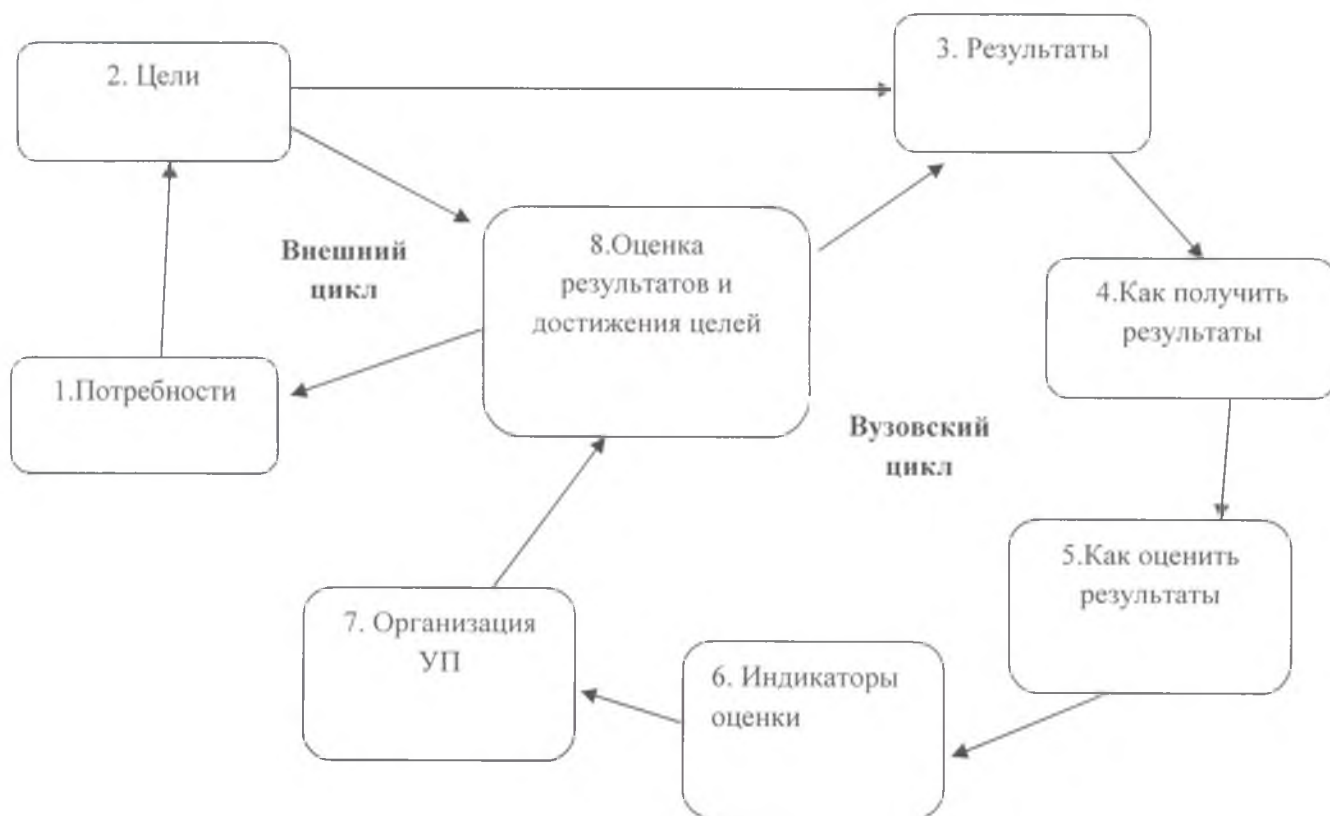 2. Цели
3. Результаты
Внешний
цикл
8.Оценка
результатов и
достижения целей
4.Как получить
результаты
1.Потребности
Вузовский
цикл
5.Как оценить
результаты
7. Организация
УП
6. Индикаторы
оценки